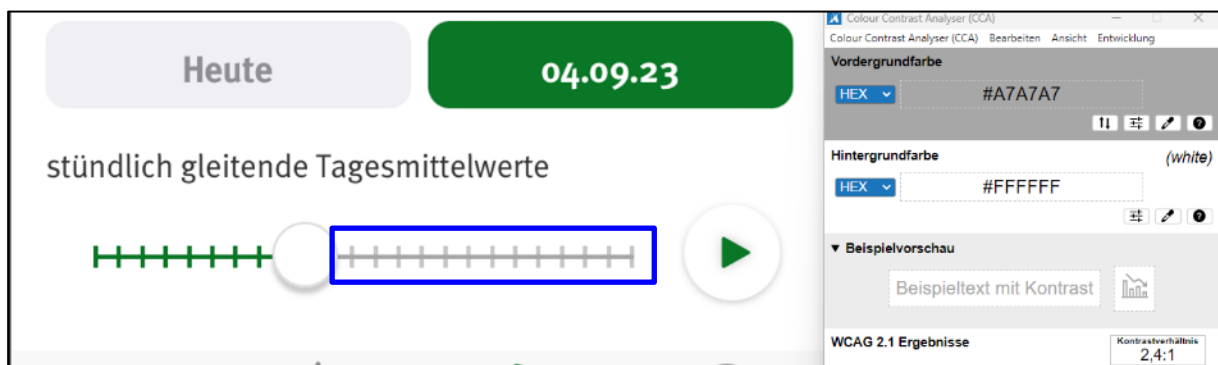 Heute
04.09.23
stündlich gleitende Tagesmittelwerte
Colour Contrast Analyser (CCA)
Colour Contrast Analyser (CCA) Bearbeiten Ansicht Entwicklung
Vordergrundfarbe
HEX #A7A7A7
Hintergrundfarbe (white)
HEX #FFFFFF
▼ Beispielvorschau
Beispieltext mit Kontrast
WCAG 2.1 Ergebnisse
Kontrastverhältnis
2,4:1